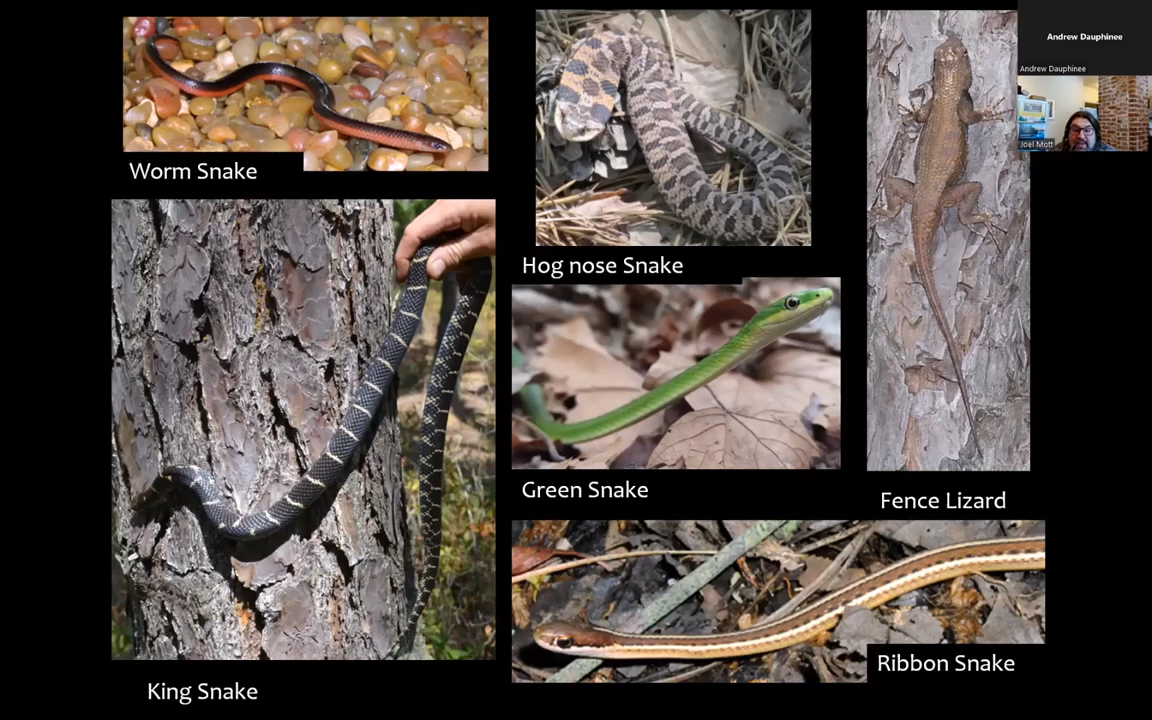 Andrew Dauphinee
Andrew Dauphinee
Joel Mott
Worm Snake
Hog nose Snake
Green Snake
Fence Lizard
Ribbon Snake
King Snake